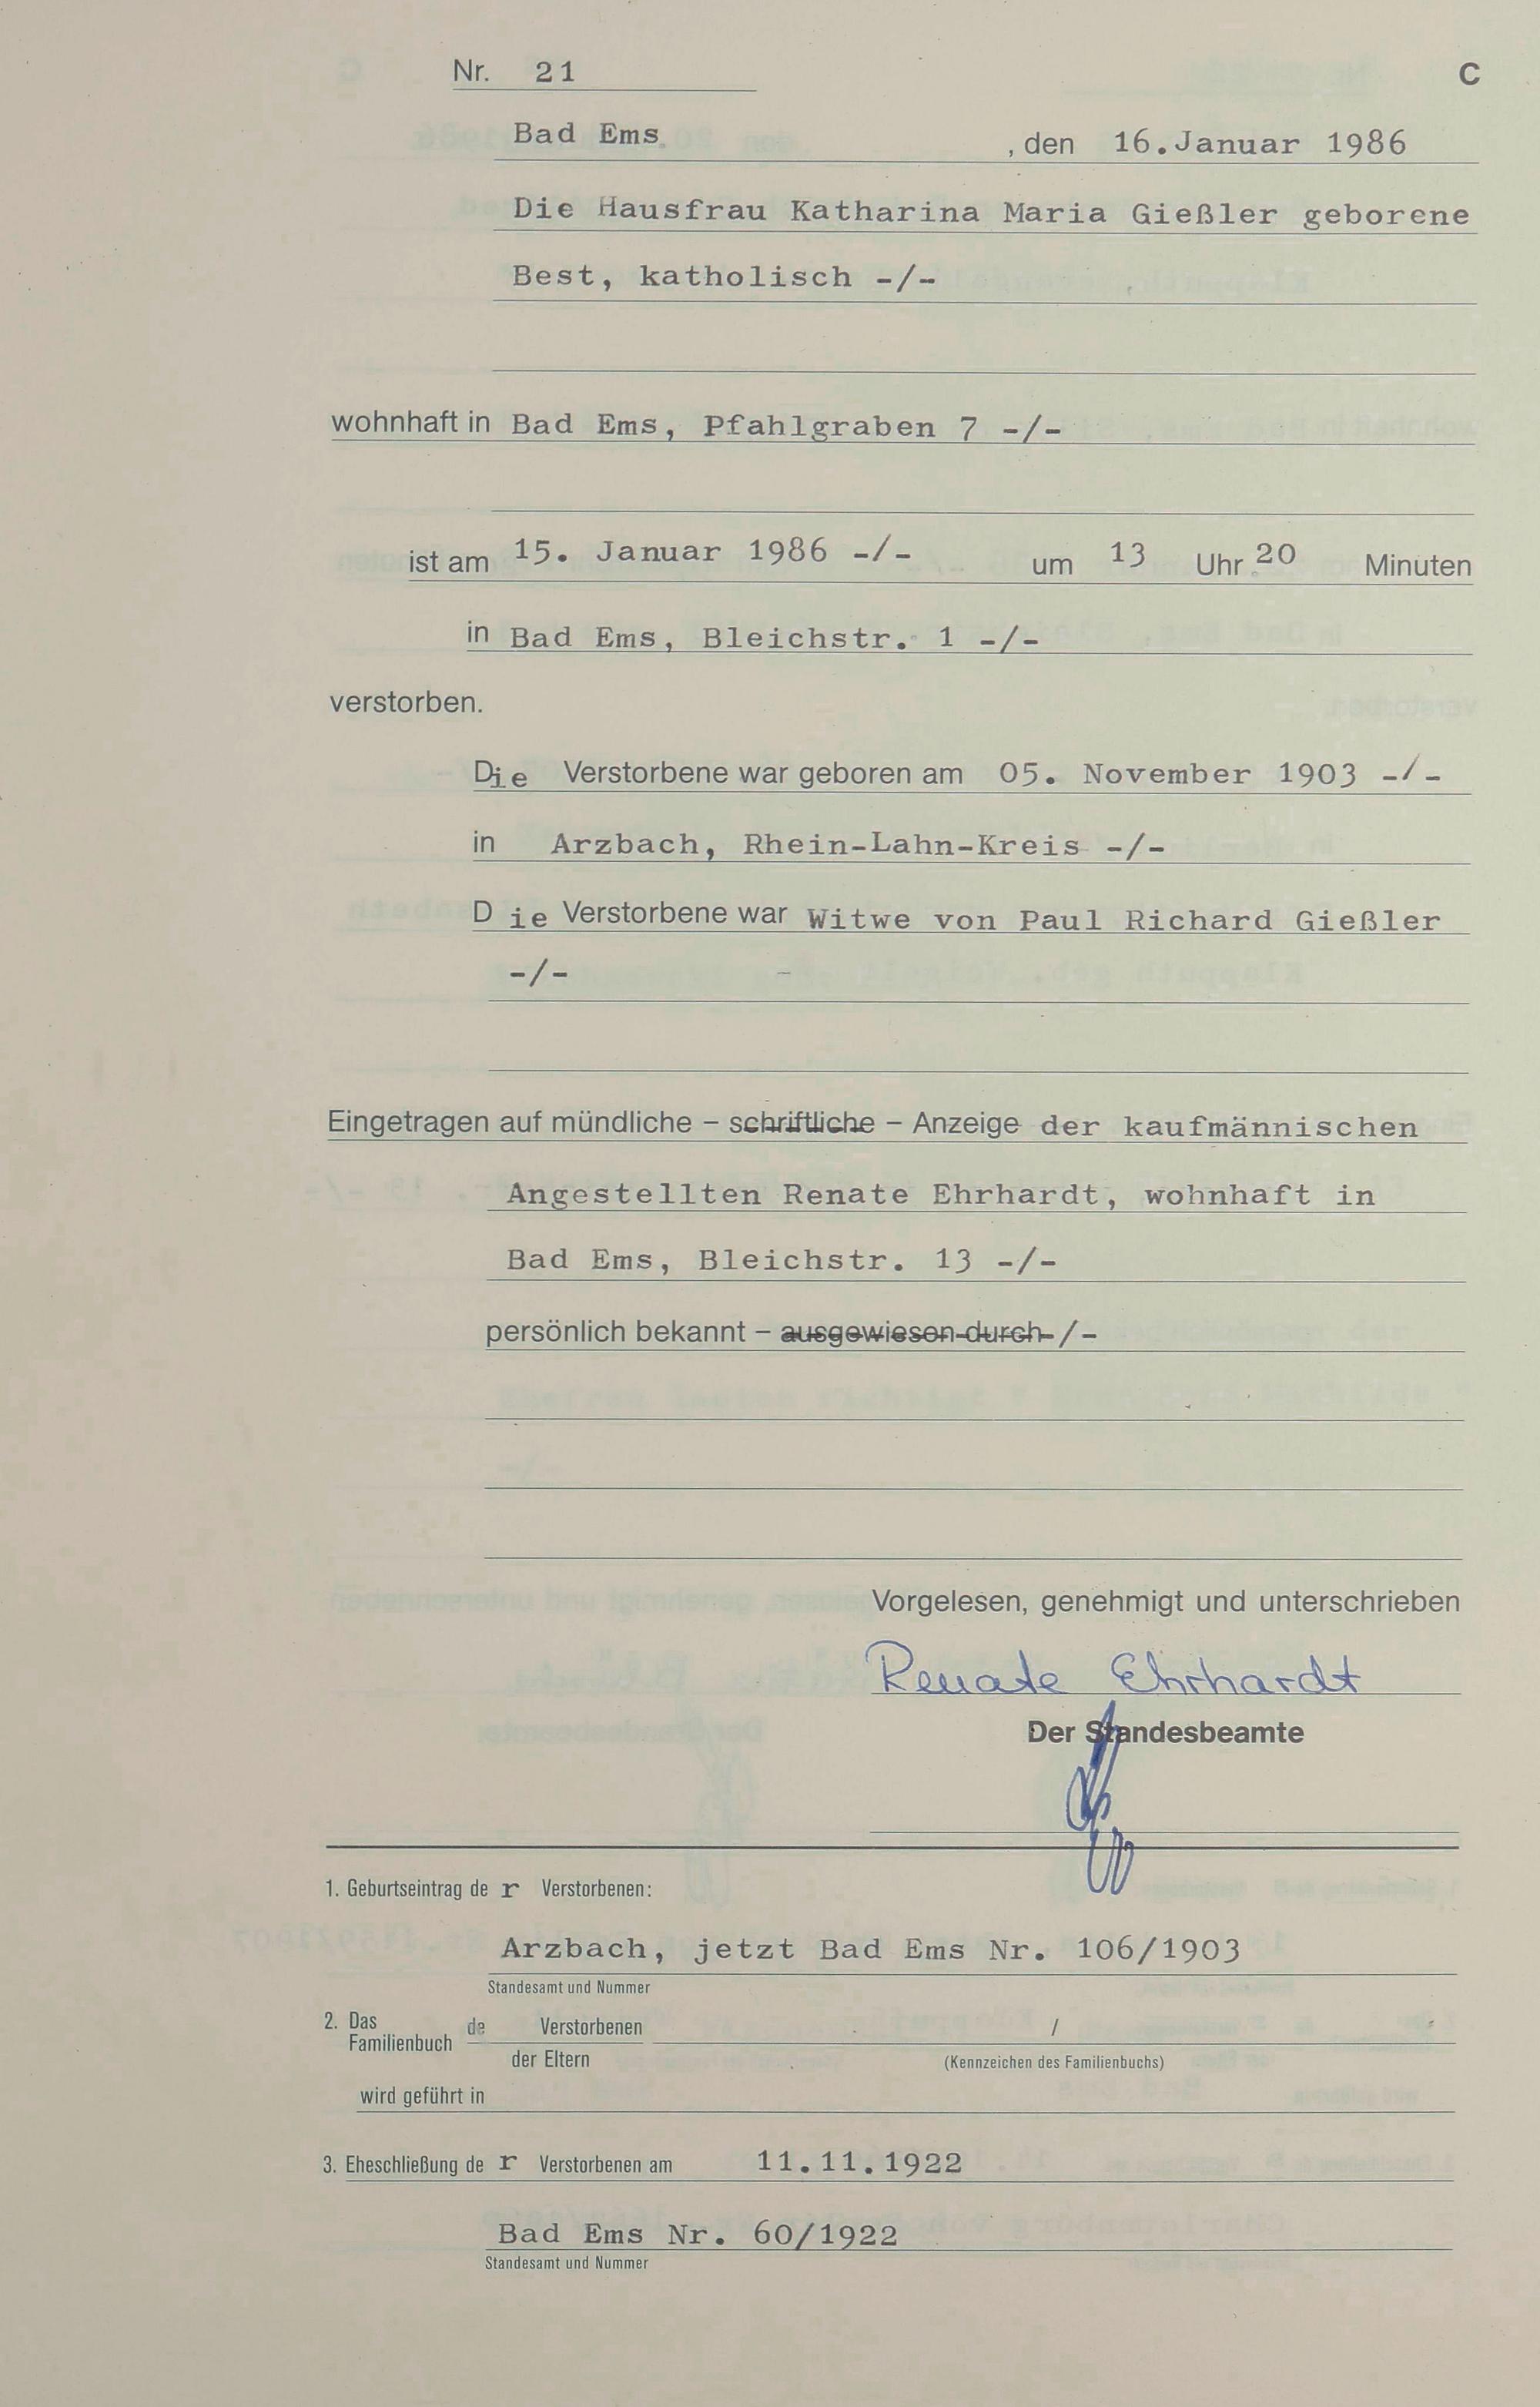 Nr. 21
C
Bad Ems , den 16.Januar 1986
Die Hausfrau Katharina Maria Gießler geborene
Best, katholisch -/-
wohnhaft in Bad Ems, Pfahlgraben 7 -/-
ist am 15. Januar 1986 -/- um 13 Uhr 20 Minuten
in Bad Ems, Bleichstr. 1 -/-
verstorben.
Die Verstorbene war geboren am 05. November 1903 -/-
in Arzbach, Rhein-Lahn-Kreis -/-
Die Verstorbene war Witwe von Paul Richard Gießler
-/-
Eingetragen auf mündliche – schriftliche – Anzeige der kaufmännischen
Angestellten Renate Ehrhardt, wohnhaft in
Bad Ems, Bleichstr. 13 -/-
persönlich bekannt – ausgewiesen durch -/-
Vorgelesen, genehmigt und unterschrieben
Renate Ehrhardt
Der Standesbeamte
1. Geburtseintrag der Verstorbenen:
Arzbach, jetzt Bad Ems Nr. 106/1903
Standesamt und Nummer
2. Das Familienbuch de Verstorbenen /
der Eltern (Kennzeichen des Familienbuchs)
wird geführt in
3. Eheschließung der Verstorbenen am 11.11.1922
Bad Ems Nr. 60/1922
Standesamt und Nummer